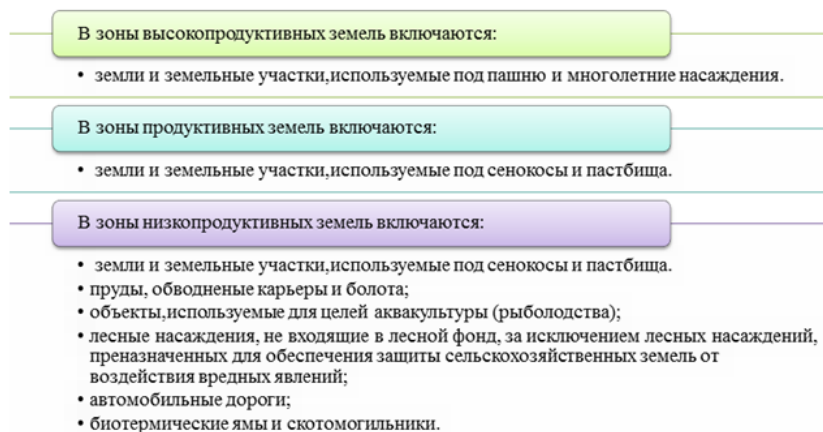 В зоны высокопродуктивных земель включаются:
• земли и земельные участки,используемые под пашню и многолетние насаждения.
В зоны продуктивных земель включаются:
• земли и земельные участки,используемые под сенокосы и пастбища.
В зоны низкопродуктивных земель включаются:
• земли и земельные участки,используемые под сенокосы и пастбища.
• пруды, обводненые карьеры и болота;
• объекты,используемые для целей аквакультуры (рыболодства);
• лесные насаждения, не входящие в лесной фонд, за исключением лесных насаждений,
преназначенных для обеспечения защиты сельскохозяйственных земель от
воздействия вредных явлений;
• автомобильные дороги;
• биотермические ямы и скотомогильники.